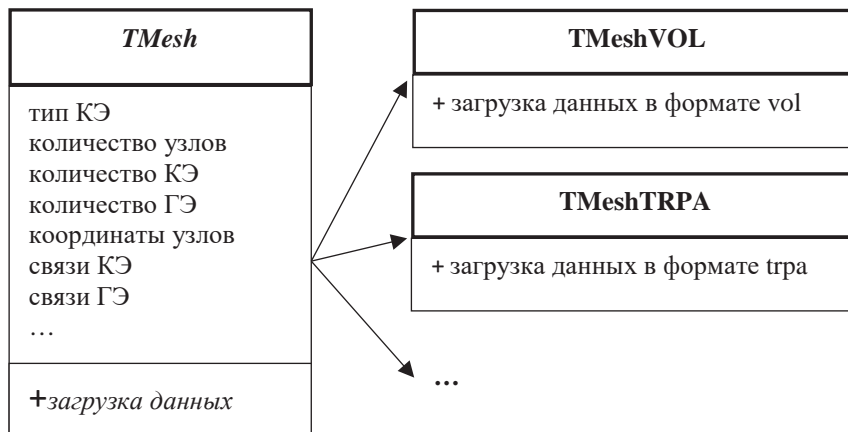 TMesh
тип КЭ
количество узлов
количество КЭ
количество ГЭ
координаты узлов
связи КЭ
связи ГЭ
…
+загрузка данных
TMeshVOL
+ загрузка данных в формате vol
TMeshTRPA
+ загрузка данных в формате trpa
...